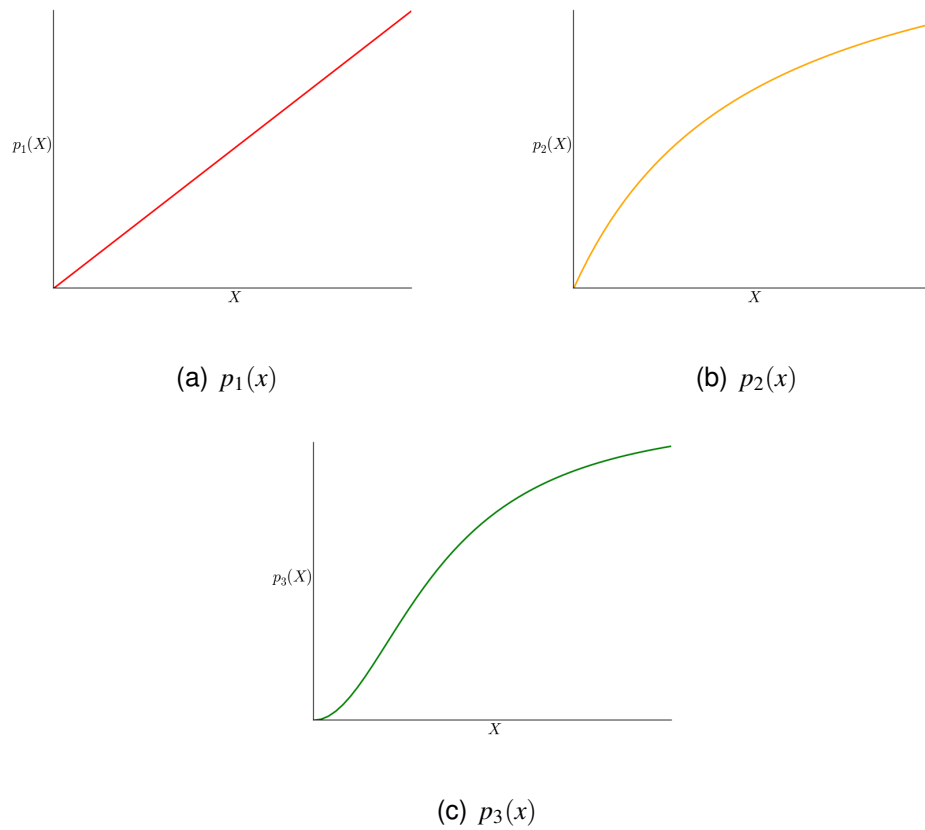 p₁(X)
X
(a) p₁(x)
p₂(X)
X
(b) p₂(x)
p₃(X)
X
(c) p₃(x)